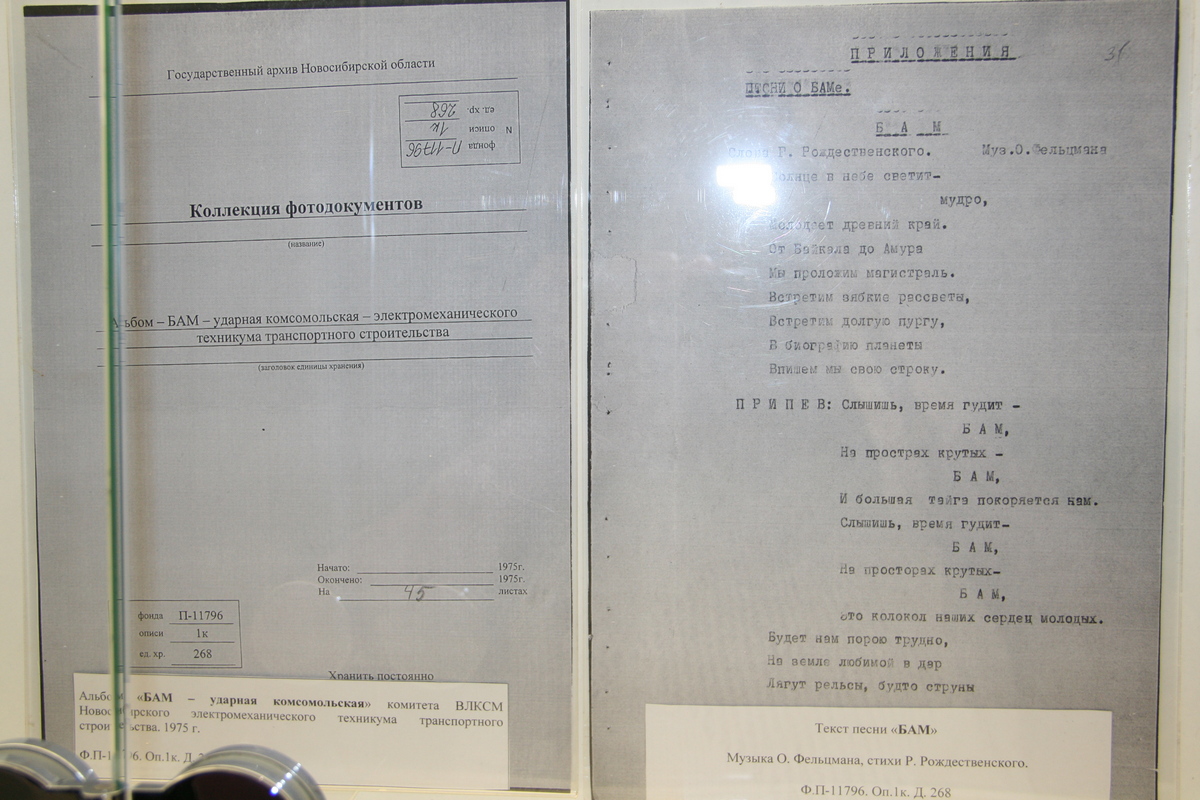 Государственный архив Новосибирской области
ед. хр. 268
N описи 1к
фонда П-11796
Коллекция фотодокументов
(название)
Альбом – БАМ – ударная комсомольская – электромеханического
техникума транспортного строительства
(заголовок единицы хранения)
Начато: 1975г.
Окончено: 1975г.
На 45 листах
фонда П-11796
описи 1к
ед. хр. 268
Хранить постоянно
Альбом «БАМ – ударная комсомольская» комитета ВЛКСМ
Новосибирского электромеханического техникума транспортного
строительства. 1975 г.
Ф.П-11796. Оп.1к. Д.
ПРИЛОЖЕНИЯ
ПЕСНИ О БАМе.
Б А М
Слова Г. Рождественского. Муз.О.Фельцмана
Солнце в небе светит-
мудро,
Молодеет древний край.
От Байкала до Амура
Мы проложим магистраль.
Встретим зябкие рассветы,
Встретим долгую пургу,
В биографию планеты
Впишем мы свою строку.
П Р И П Е В: Слышишь, время гудит -
Б А М,
На прострах крутых -
Б А М,
И большая тайга покоряется нам.
Слышишь, время гудит-
Б А М,
На просторах крутых-
Б А М,
Это колокол наших сердец молодых.
Будет нам порою трудно,
На земле любимой в дар
Лягут рельсы, будто струны
Текст песни «БАМ»
Музыка О. Фельцмана, стихи Р. Рождественского.
Ф.П-11796. Оп.1к. Д. 268